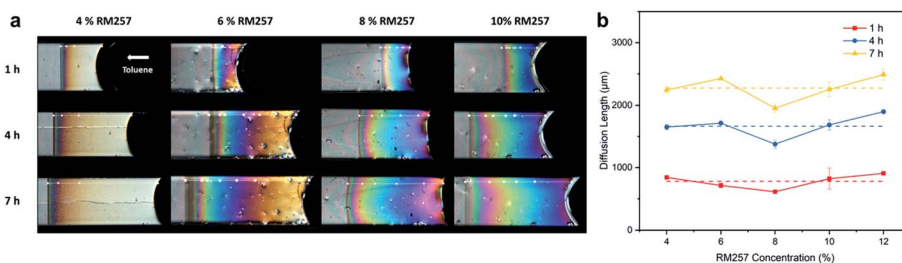 a
4 % RM257
6 % RM257
8 % RM257
10% RM257
1 h
Toluene
4 h
7 h
b
1 h
4 h
7 h
3000
2000
1000
0
Diffusion Length (μm)
4
6
8
10
12
RM257 Concentration (%)